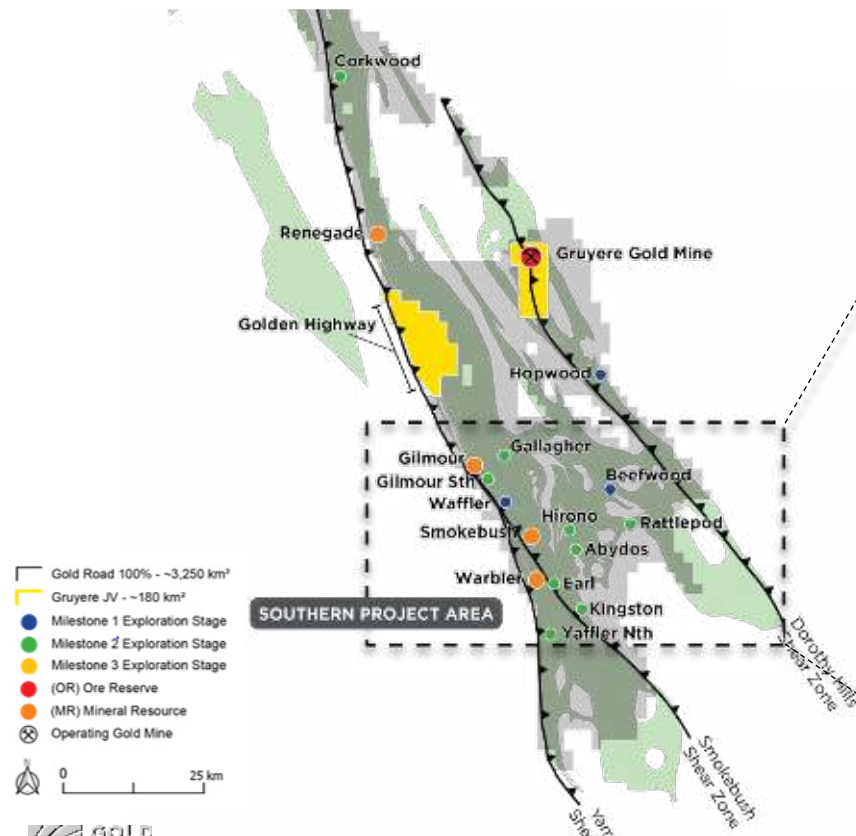 Corkwood
Renegade
Gruyere Gold Mine
Golden Highway
Hopwood
Gallagher
Gilmour
Gilmour Sth
Beefwood
Waffler
Hirono
Rattlepod
Smokebush
Abydos
Warbler
Earl
Kingston
SOUTHERN PROJECT AREA
Yaffler Nth
Dorothy Hills
Shear Zone
Smokebush
Shear Zone
Gold Road 100% - ~3,250 km²
Gruyere JV - ~180 km²
Milestone 1 Exploration Stage
Milestone 2 Exploration Stage
Milestone 3 Exploration Stage
(OR) Ore Reserve
(MR) Mineral Resource
Operating Gold Mine
N
0 25 km
GOLD